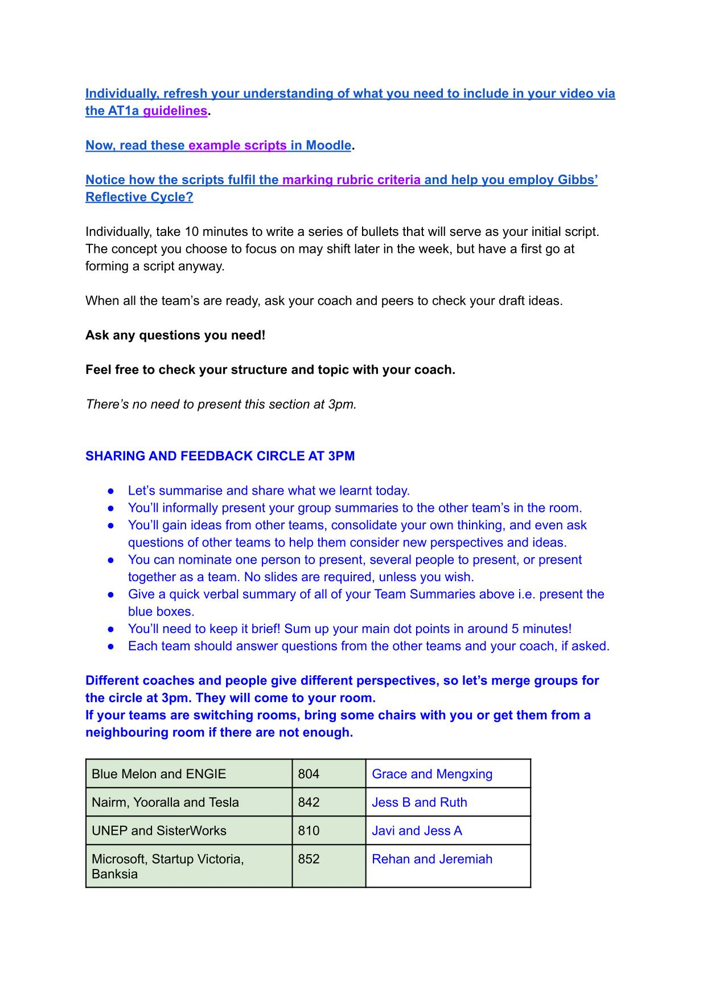 Individually, refresh your understanding of what you need to include in your video via
the AT1a guidelines.
Now, read these example scripts in Moodle.
Notice how the scripts fulfil the marking rubric criteria and help you employ Gibbs’
Reflective Cycle?
Individually, take 10 minutes to write a series of bullets that will serve as your initial script.
The concept you choose to focus on may shift later in the week, but have a first go at
forming a script anyway.
When all the team’s are ready, ask your coach and peers to check your draft ideas.
Ask any questions you need!
Feel free to check your structure and topic with your coach.
There’s no need to present this section at 3pm.
SHARING AND FEEDBACK CIRCLE AT 3PM
● Let’s summarise and share what we learnt today.
● You’ll informally present your group summaries to the other team’s in the room.
● You’ll gain ideas from other teams, consolidate your own thinking, and even ask
questions of other teams to help them consider new perspectives and ideas.
● You can nominate one person to present, several people to present, or present
together as a team. No slides are required, unless you wish.
● Give a quick verbal summary of all of your Team Summaries above i.e. present the
blue boxes.
● You’ll need to keep it brief! Sum up your main dot points in around 5 minutes!
● Each team should answer questions from the other teams and your coach, if asked.
Different coaches and people give different perspectives, so let’s merge groups for
the circle at 3pm. They will come to your room.
If your teams are switching rooms, bring some chairs with you or get them from a
neighbouring room if there are not enough.
Blue Melon and ENGIE 804 Grace and Mengxing
Nairm, Yooralla and Tesla 842 Jess B and Ruth
UNEP and SisterWorks 810 Javi and Jess A
Microsoft, Startup Victoria, 852 Rehan and Jeremiah
Banksia